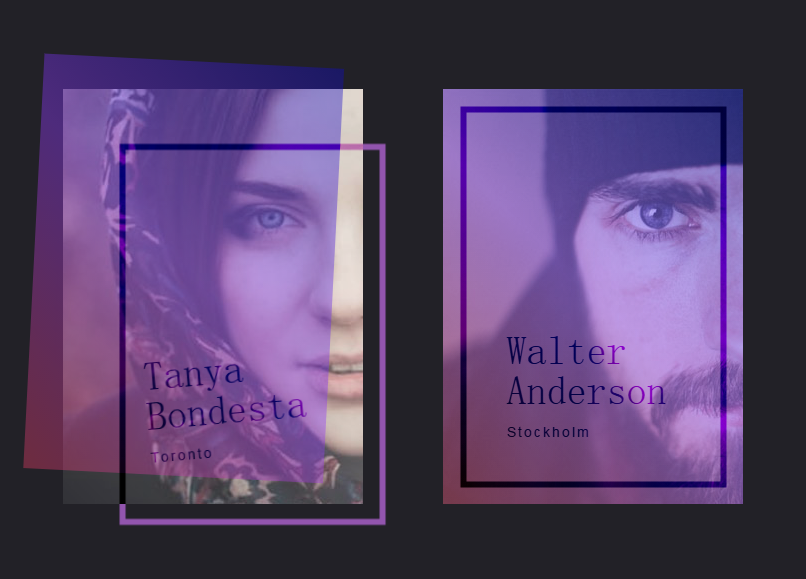 Tanya
Bondesta
Toronto
Walter
Anderson
Stockholm